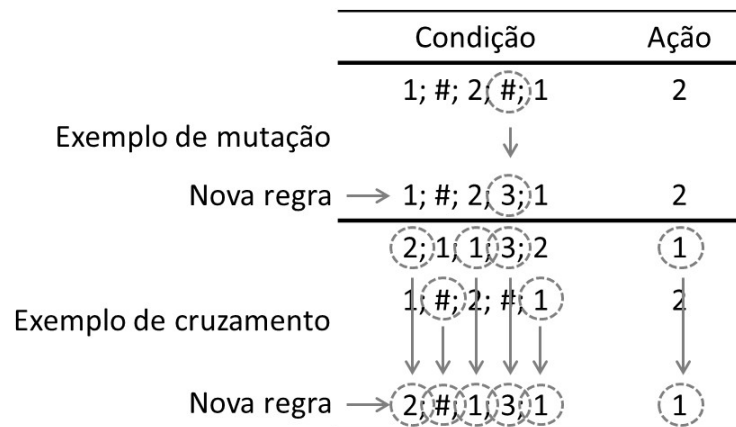 Condição Ação
1; #; 2; #; 1 2
Exemplo de mutação
Nova regra 1; #; 2; 3; 1 2
2; 1; 1; 3; 2 1
1; #; 2; #; 1 2
Exemplo de cruzamento
Nova regra 2; #; 1; 3; 1 1